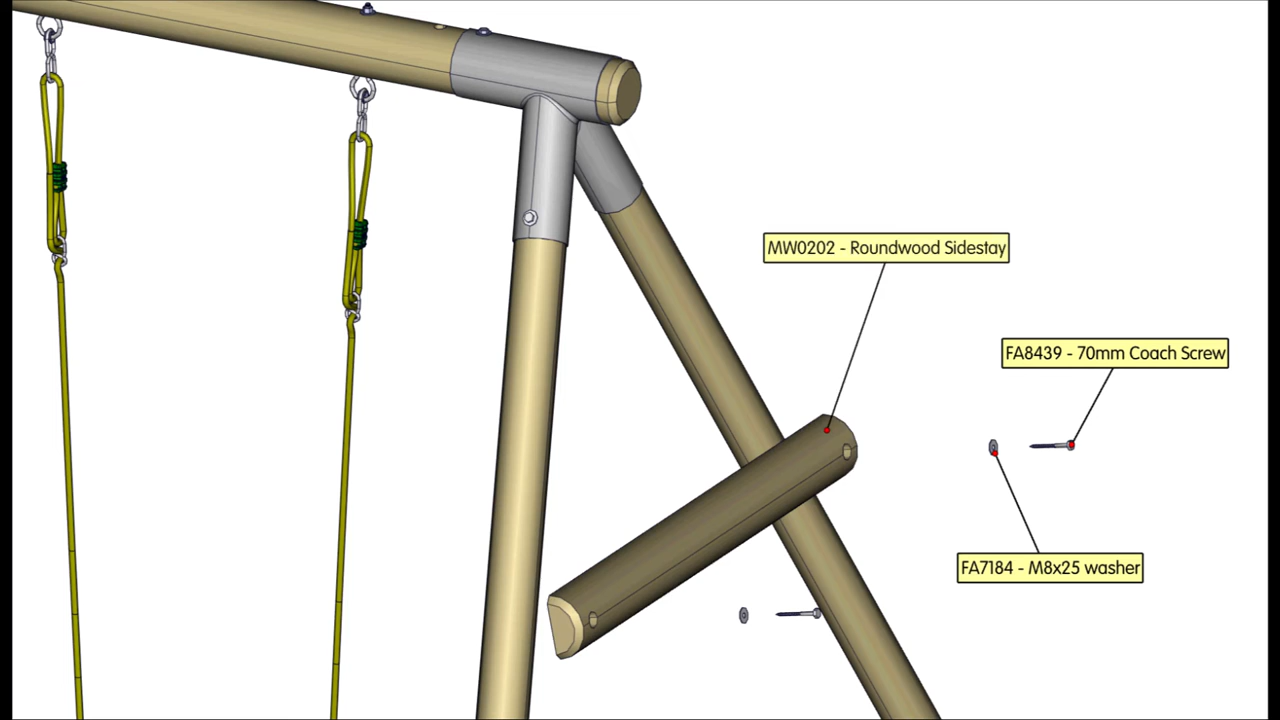 MW0202 - Roundwood Sidestay
FA8439 - 70mm Coach Screw
FA7184 - M8x25 washer